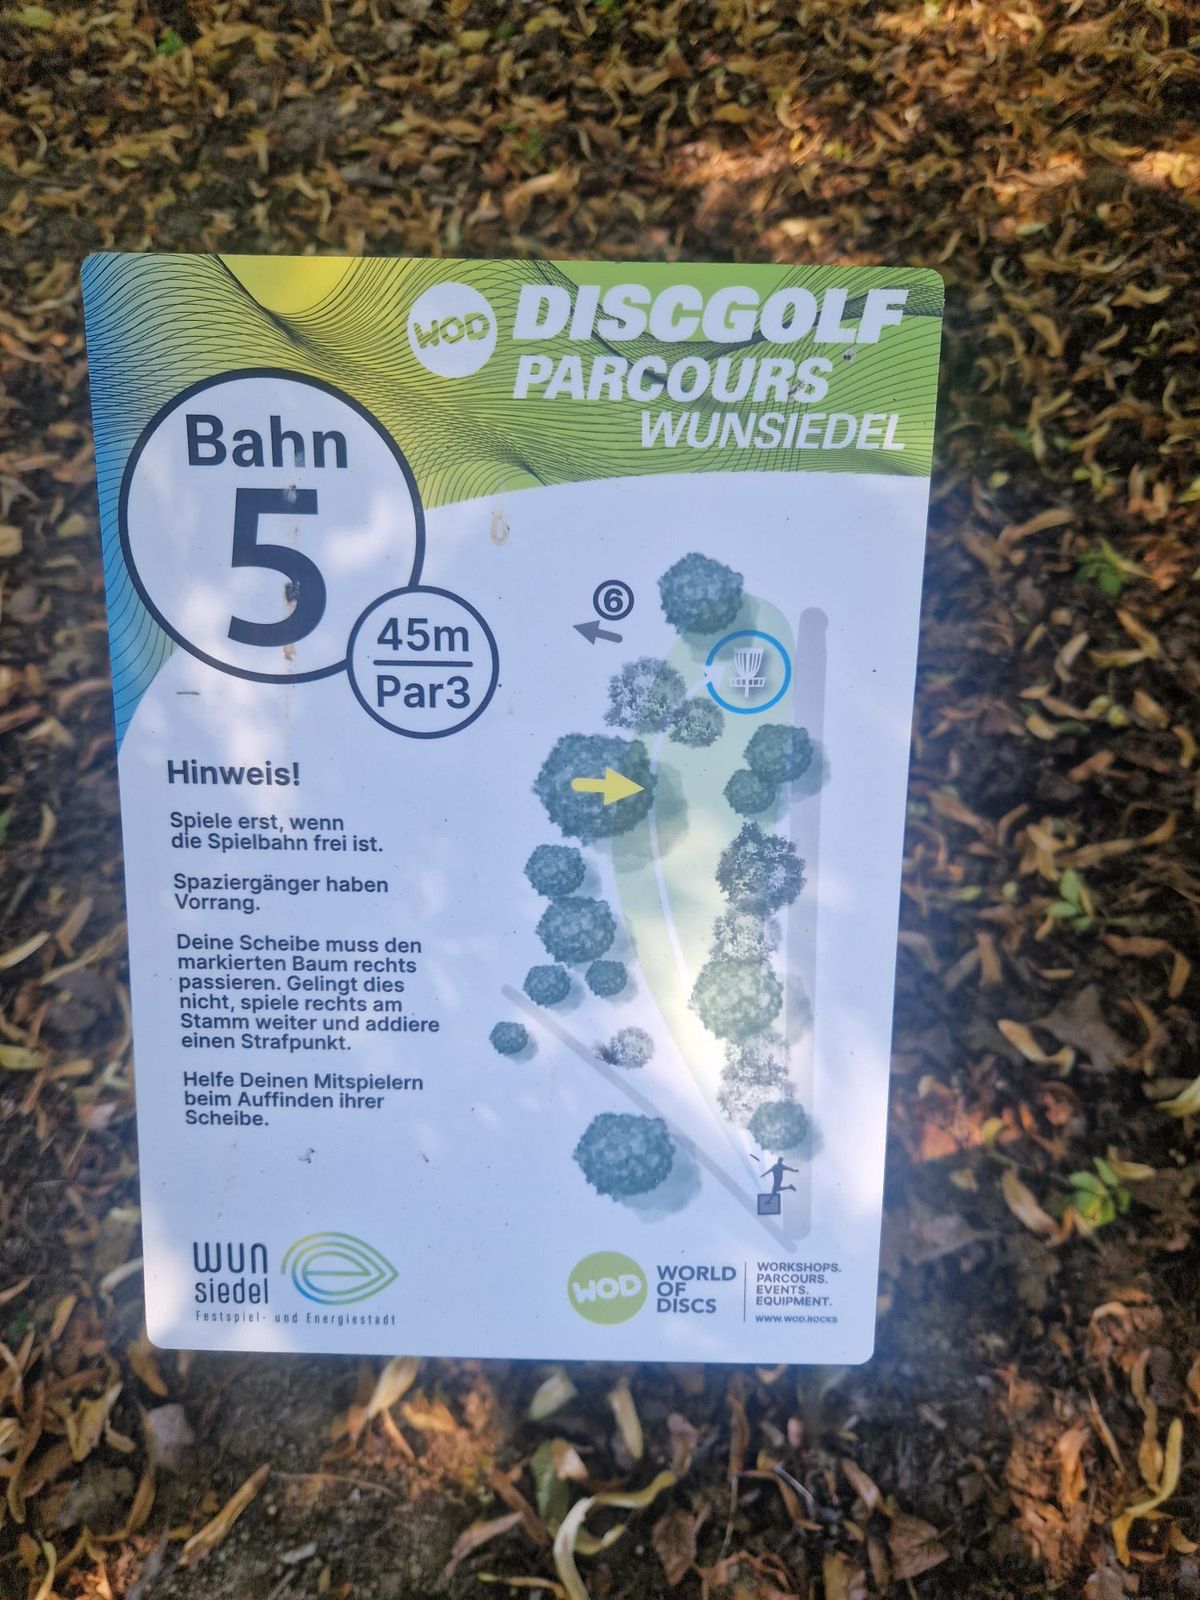 WOD
DISCGOLF
PARCOURS
WUNSIEDEL
Bahn
5
45m
Par3
6
Hinweis!
Spiele erst, wenn
die Spielbahn frei ist.
Spaziergänger haben
Vorrang.
Deine Scheibe muss den
markierten Baum rechts
passieren. Gelingt dies
nicht, spiele rechts am
Stamm weiter und addiere
einen Strafpunkt.
Helfe Deinen Mitspielern
beim Auffinden ihrer
Scheibe.
wun
siedel
Festspiel- und Energiestadt
WOD
WORLD
OF
DISCS
WORKSHOPS.
PARCOURS.
EVENTS.
EQUIPMENT.
WWW.WOD.ROCKS